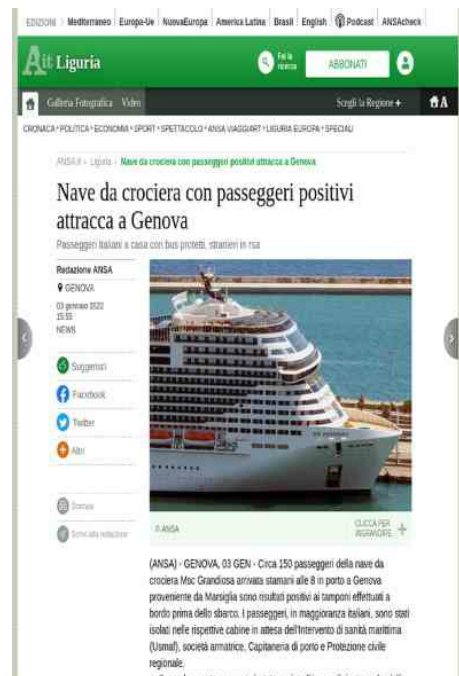 EDIZIONI Mediterraneo Europa-Ue NuovaEuropa America Latina Brasil English Podcast ANSAcheck
Ait Liguria
Fai la
ricerca
ABBONATI
Galleria Fotografica Video
Scegli la Regione +
CRONACA • POLITICA • ECONOMIA • SPORT • SPETTACOLO • ANSA VIAGGIART • LIGURIA EUROPA • SPECIALI
ANSA.it › Liguria › Nave da crociera con passeggeri positivi attracca a Genova
Nave da crociera con passeggeri positivi
attracca a Genova
Passeggeri italiani a casa con bus protetti, stranieri in rsa
Redazione ANSA
GENOVA
03 gennaio 2022
15:55
NEWS
Suggerisci
Facebook
Twitter
Altri
Stampa
Scrivi alla redazione
© ANSA
CLICCA PER
INGRANDIRE +
(ANSA) - GENOVA, 03 GEN - Circa 150 passeggeri della nave da
crociera Msc Grandiosa arrivata stamani alle 8 in porto a Genova
proveniente da Marsiglia sono risultati positivi ai tamponi effettuati a
bordo prima dello sbarco. I passeggeri, in maggioranza italiani, sono stati
isolati nelle rispettive cabine in attesa dell'intervento di sanità marittima
(Usmaf), società armatrice, Capitaneria di porto e Protezione civile
regionale.